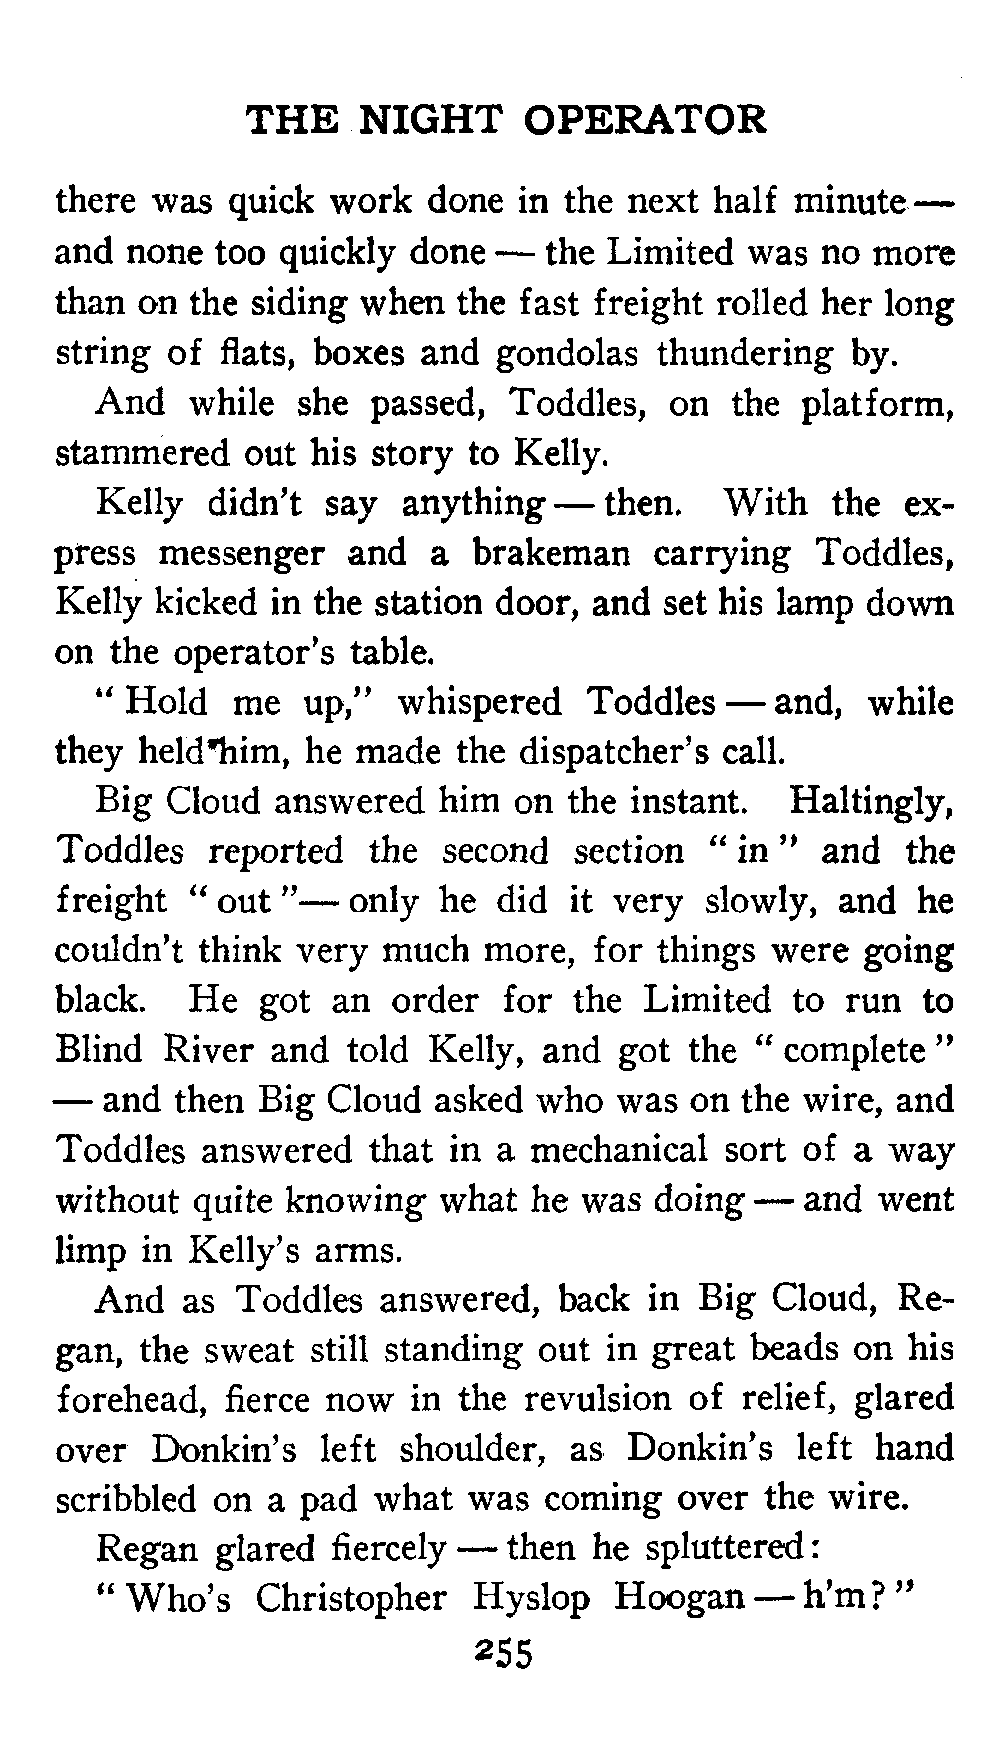 THE NIGHT OPERATOR
there was quick work done in the next half minute —
and none too quickly done — the Limited was no more
than on the siding when the fast freight rolled her long
string of flats, boxes and gondolas thundering by.
And while she passed, Toddles, on the platform,
stammered out his story to Kelly.
Kelly didn't say anything — then. With the ex-
press messenger and a brakeman carrying Toddles,
Kelly kicked in the station door, and set his lamp down
on the operator's table.
" Hold me up," whispered Toddles — and, while
they held him, he made the dispatcher's call.
Big Cloud answered him on the instant. Haltingly,
Toddles reported the second section " in " and the
freight " out "— only he did it very slowly, and he
couldn't think very much more, for things were going
black. He got an order for the Limited to run to
Blind River and told Kelly, and got the " complete "
— and then Big Cloud asked who was on the wire, and
Toddles answered that in a mechanical sort of a way
without quite knowing what he was doing — and went
limp in Kelly's arms.
And as Toddles answered, back in Big Cloud, Re-
gan, the sweat still standing out in great beads on his
forehead, fierce now in the revulsion of relief, glared
over Donkin's left shoulder, as Donkin's left hand
scribbled on a pad what was coming over the wire.
Regan glared fiercely — then he spluttered:
" Who's Christopher Hyslop Hoogan — h'm? "
255